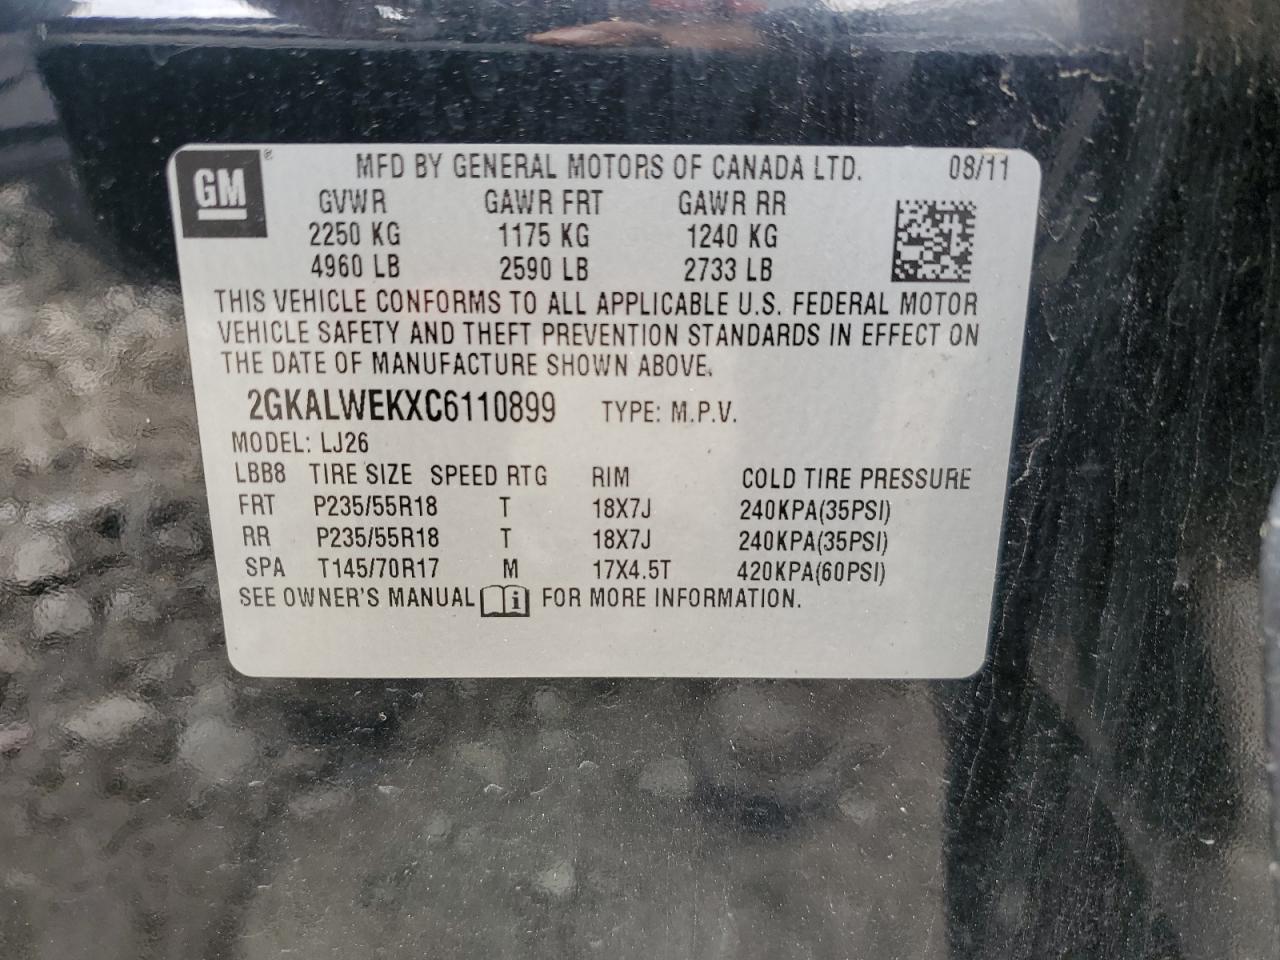 GM® MFD BY GENERAL MOTORS OF CANADA LTD. 08/11
GVWR GAWR FRT GAWR RR
2250 KG 1175 KG 1240 KG
4960 LB 2590 LB 2733 LB
THIS VEHICLE CONFORMS TO ALL APPLICABLE U.S. FEDERAL MOTOR
VEHICLE SAFETY AND THEFT PREVENTION STANDARDS IN EFFECT ON
THE DATE OF MANUFACTURE SHOWN ABOVE.
2GKALWEKXC6110899 TYPE: M.P.V.
MODEL: LJ26
LBB8 TIRE SIZE SPEED RTG RIM COLD TIRE PRESSURE
FRT P235/55R18 T 18X7J 240KPA(35PSI)
RR P235/55R18 T 18X7J 240KPA(35PSI)
SPA T145/70R17 M 17X4.5T 420KPA(60PSI)
SEE OWNER'S MANUAL i FOR MORE INFORMATION.